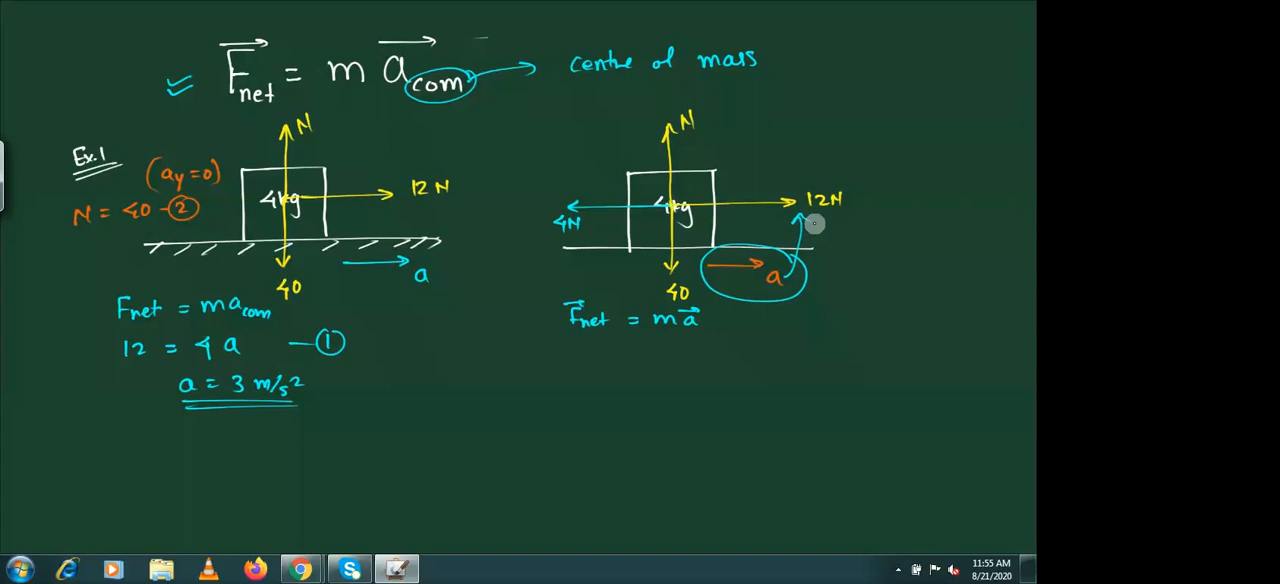 F⃗net = m a⃗com → centre of mass
Ex.1
(ay=0)
N = 40 -②
N
4kg
12 N
40
a
Fnet = macom
12 = 4 a —①
a = 3 m/s²
N
4N
4kg
12N
40
a
F⃗net = ma⃗
11:55 AM
8/21/2020